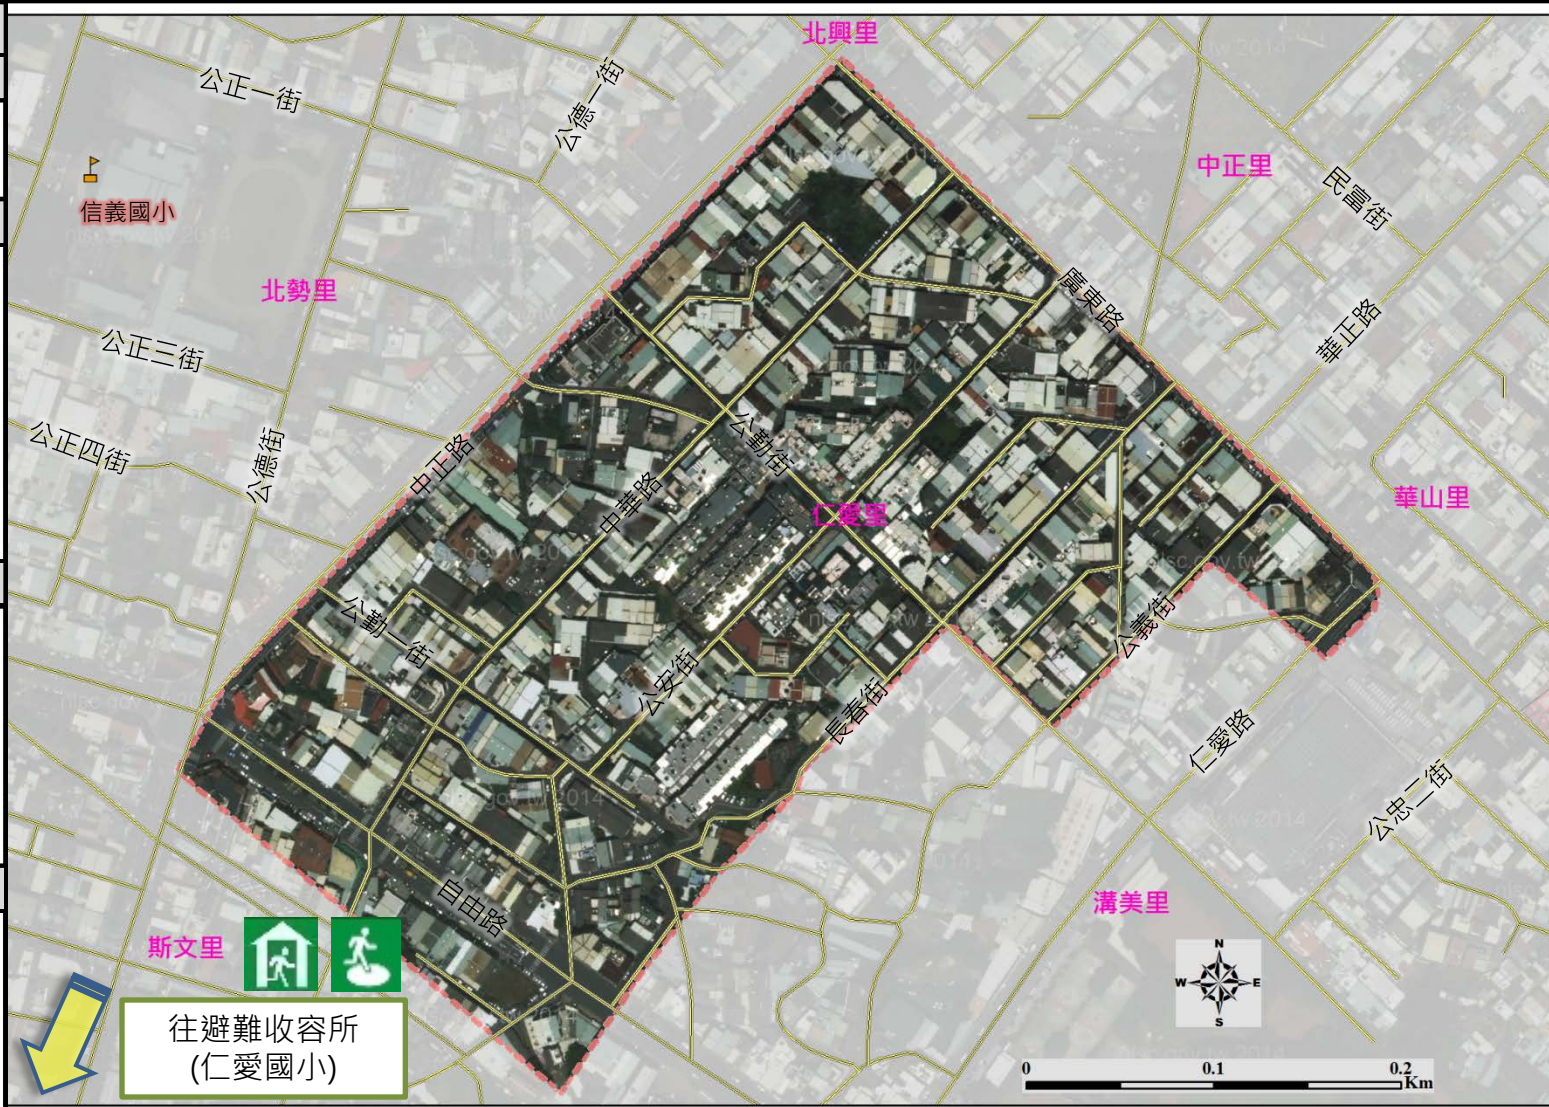 北興里
公正一街
公德一街
中正里
民富街
信義國小
北勢里
廣東路
華正路
公正三街
公正四街
公德街
中正路
公勤街
中華路
仁愛里
華山里
公勤一街
公安街
長春街
公義街
仁愛路
公忠二街
自由路
溝美里
斯文里
往避難收容所
(仁愛國小)
N
W E
S
0 0.1 0.2
Km